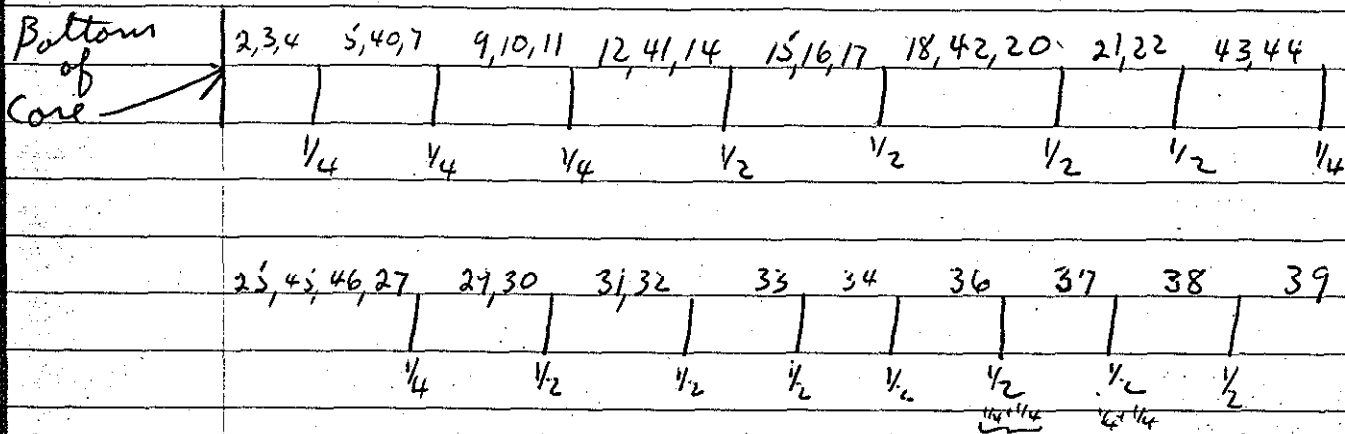 Bottom of Core
2,3,4 5,40,7 9,10,11 12,41,14 15,16,17 18,42,20 21,22 43,44
1/4 1/4 1/4 1/2 1/2 1/2 1/2 1/4
25,45,46,27 29,30 31,32 33 34 36 37 38 39
1/4 1/2 1/2 1/2 1/2 1/2 1/2 1/2
1/4+1/4 1/4+1/4